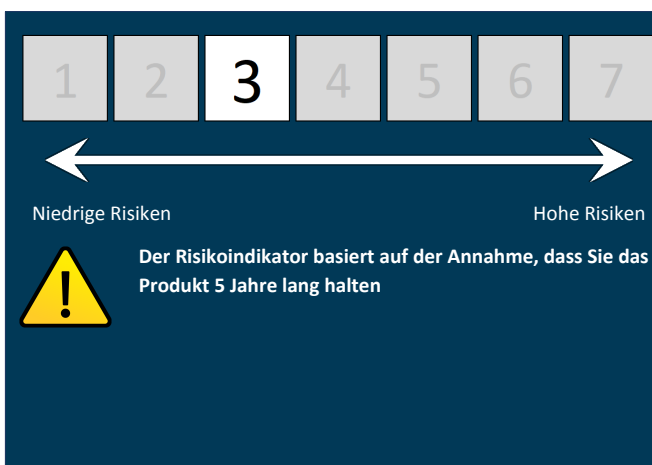 1 2 3 4 5 6 7
Niedrige Risiken Hohe Risiken
!
Der Risikoindikator basiert auf der Annahme, dass Sie das
Produkt 5 Jahre lang halten